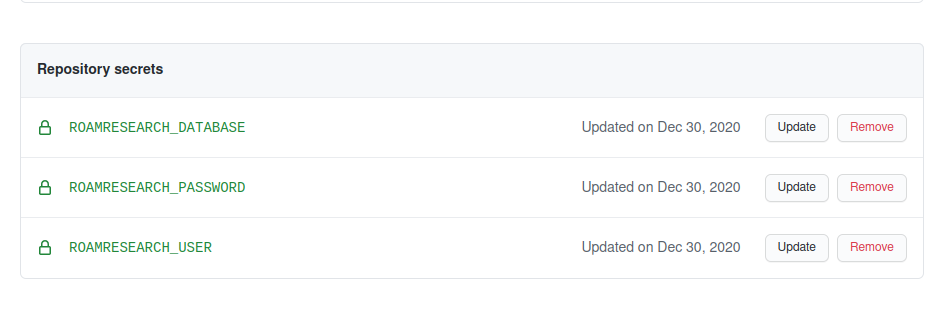 Repository secrets
ROAMRESEARCH_DATABASE Updated on Dec 30, 2020 Update Remove
ROAMRESEARCH_PASSWORD Updated on Dec 30, 2020 Update Remove
ROAMRESEARCH_USER Updated on Dec 30, 2020 Update Remove